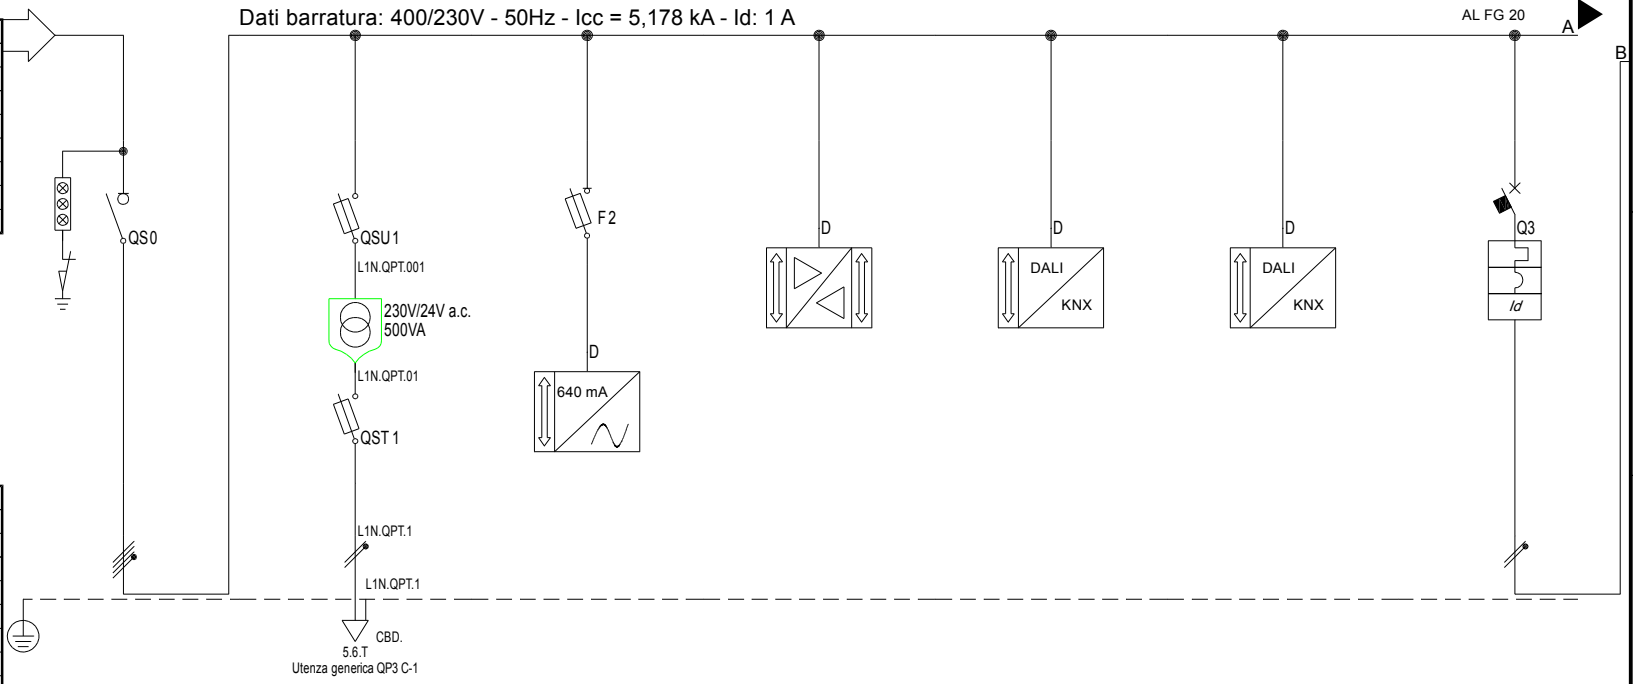 Dati barratura: 400/230V - 50Hz - Icc = 5,178 kA - Id: 1 A
AL FG 20
A
B
QS0
QSU1
L1N.QPT.001
230V/24V a.c.
500VA
L1N.QPT.01
QST1
L1N.QPT.1
L1N.QPT.1
CBD.
5.6.T
Utenza generica QP3 C-1
F2
D
640 mA
D
D
DALI
KNX
D
DALI
KNX
Q3
Id